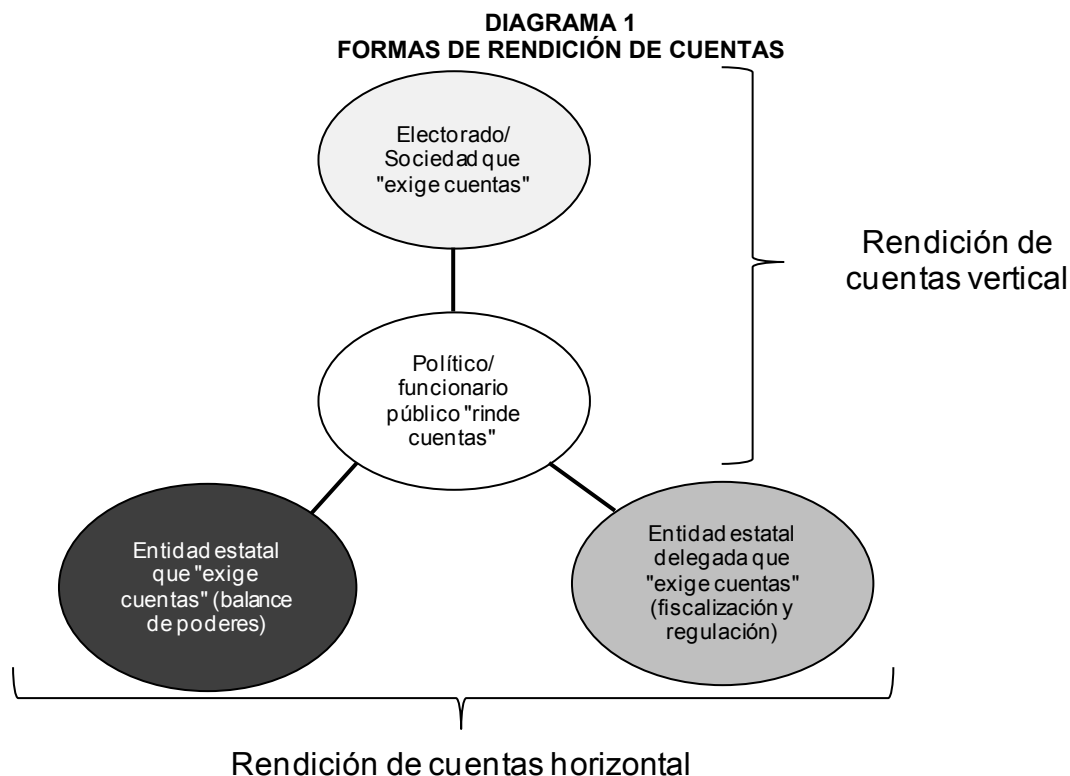 DIAGRAMA 1
FORMAS DE RENDICIÓN DE CUENTAS
Electorado/
Sociedad que
"exige cuentas"
Rendición de
cuentas vertical
Político/
funcionario
público "rinde
cuentas"
Entidad estatal
que "exige
cuentas" (balance
de poderes)
Entidad estatal
delegada que
"exige cuentas"
(fiscalización y
regulación)
Rendición de cuentas horizontal